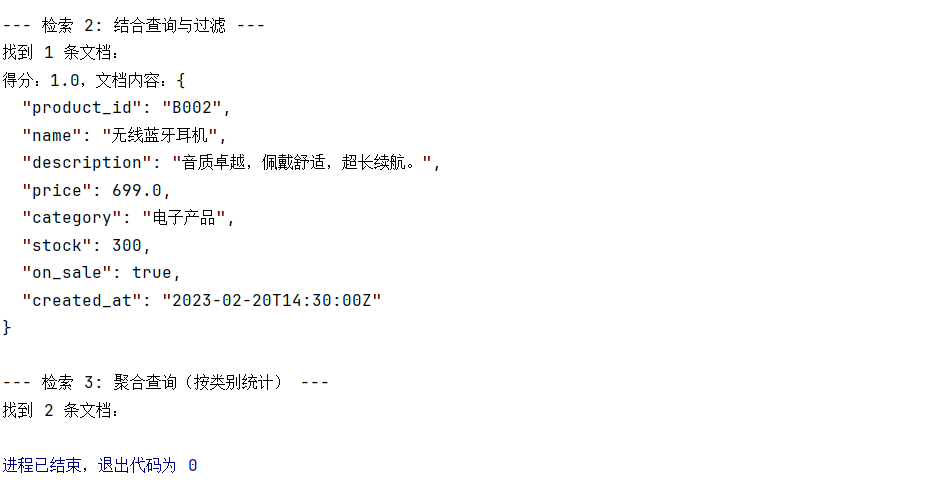 --- 检索 2: 结合查询与过滤 ---
找到 1 条文档:
得分: 1.0, 文档内容: {
  "product_id": "B002",
  "name": "无线蓝牙耳机",
  "description": "音质卓越，佩戴舒适，超长续航。",
  "price": 699.0,
  "category": "电子产品",
  "stock": 300,
  "on_sale": true,
  "created_at": "2023-02-20T14:30:00Z"
}
--- 检索 3: 聚合查询（按类别统计） ---
找到 2 条文档:
进程已结束，退出代码为 0